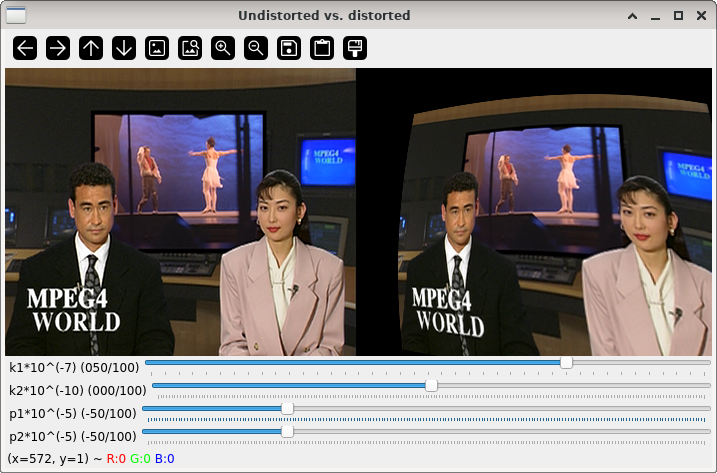 Undistorted vs. distorted
MPEG4
WORLD
MPEG4
WORLD
MPEG4
WORLD
MPEG4
WORLD
k1*10^(-7) (050/100)
k2*10^(-10) (000/100)
p1*10^(-5) (-50/100)
p2*10^(-5) (-50/100)
(x=572, y=1) ~ R:0 G:0 B:0